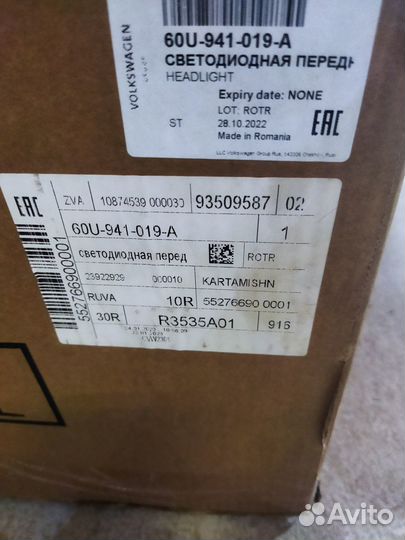 VOLKSWAGEN
60U-941-019-A
СВЕТОДИОДНАЯ ПЕРЕДН
HEADLIGHT
Expiry date: NONE
LOT. ROTR
ST 28.10.2022
Made in Romania
EAC
EAC
ZVA 10874539 000030 93509587 02
60U-941-019-A 1
светодиодная перед ROTR
23922929 000010 KARTAMISHN
RUVA 10R 55276690 0001
30R R3535A01 916
552766900001
Avito